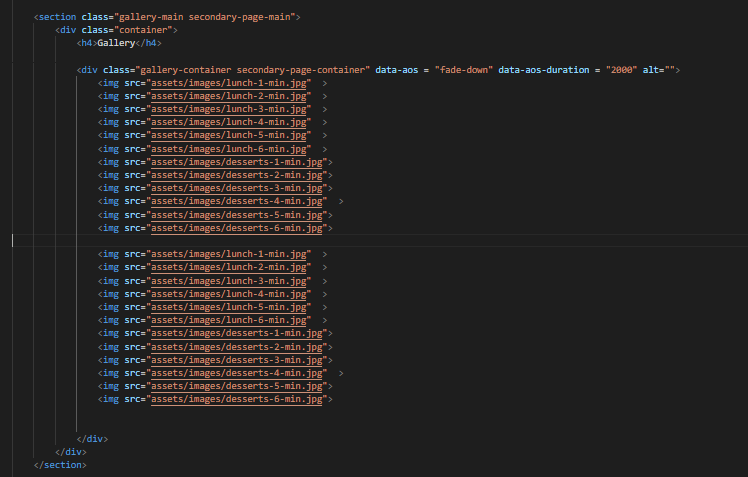 <section class="gallery-main secondary-page-main">
<div class="container">
<h4>Gallery</h4>
<div class="gallery-container secondary-page-container" data-aos = "fade-down" data-aos-duration = "2000" alt="">
<img src="assets/images/lunch-1-min.jpg"  >
<img src="assets/images/lunch-2-min.jpg"  >
<img src="assets/images/lunch-3-min.jpg"  >
<img src="assets/images/lunch-4-min.jpg"  >
<img src="assets/images/lunch-5-min.jpg"  >
<img src="assets/images/lunch-6-min.jpg"  >
<img src="assets/images/desserts-1-min.jpg">
<img src="assets/images/desserts-2-min.jpg">
<img src="assets/images/desserts-3-min.jpg">
<img src="assets/images/desserts-4-min.jpg"  >
<img src="assets/images/desserts-5-min.jpg">
<img src="assets/images/desserts-6-min.jpg">
<img src="assets/images/lunch-1-min.jpg"  >
<img src="assets/images/lunch-2-min.jpg"  >
<img src="assets/images/lunch-3-min.jpg"  >
<img src="assets/images/lunch-4-min.jpg"  >
<img src="assets/images/lunch-5-min.jpg"  >
<img src="assets/images/lunch-6-min.jpg"  >
<img src="assets/images/desserts-1-min.jpg">
<img src="assets/images/desserts-2-min.jpg">
<img src="assets/images/desserts-3-min.jpg">
<img src="assets/images/desserts-4-min.jpg"  >
<img src="assets/images/desserts-5-min.jpg">
<img src="assets/images/desserts-6-min.jpg">
</div>
</div>
</section>